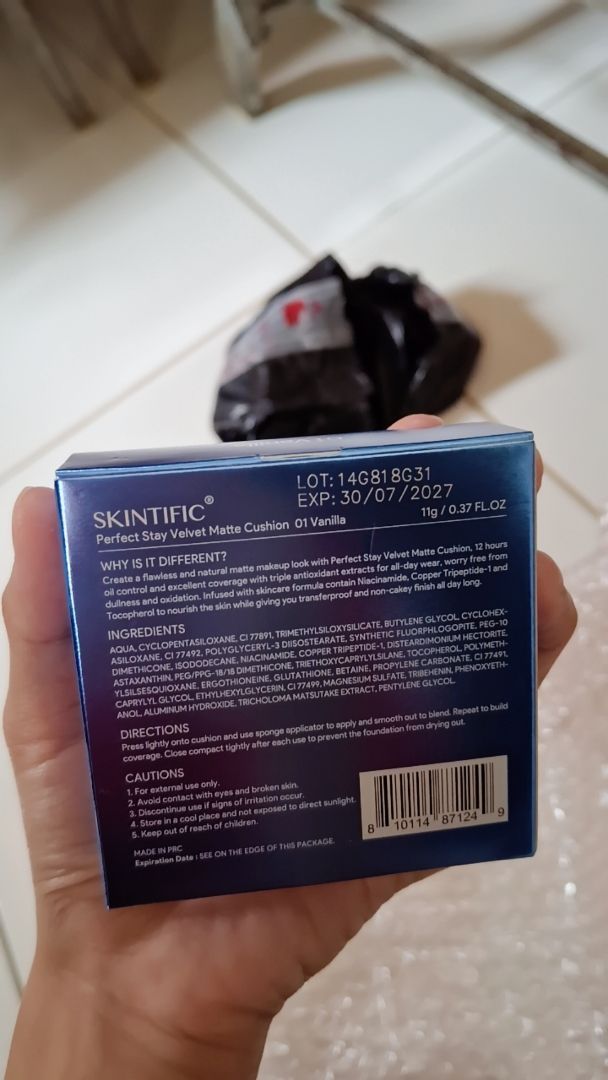 SKINTIFIC®
LOT: 14G818G31
EXP: 30/07/2027
Perfect Stay Velvet Matte Cushion 01 Vanilla
11g / 0.37 FL.OZ
WHY IS IT DIFFERENT?
Create a flawless and natural matte makeup look with Perfect Stay Velvet Matte Cushion, 12 hours
oil control and excellent coverage with triple antioxidant extracts for all-day wear, worry free from
dullness and oxidation. Infused with skincare formula contain Niacinamide, Copper Tripeptide-1 and
Tocopherol to nourish the skin while giving you transferproof and non-cakey finish all day long.
INGREDIENTS
AQUA, CYCLOPENTASILOXANE, CI 77891, TRIMETHYLSILOXYSILICATE, BUTYLENE GLYCOL, CYCLOHEX-
ASILOXANE, CI 77492, POLYGLYCERYL-3 DIISOSTEARATE, SYNTHETIC FLUORPHLOGOPITE, PEG-10
DIMETHICONE, ISODODECANE, NIACINAMIDE, COPPER TRIPEPTIDE-1, DISTEARDIMONIUM HECTORITE,
ASTAXANTHIN, PEG/PPG-18/18 DIMETHICONE, TRIETHOXYCAPRYLYLSILANE, TOCOPHEROL, POLYMETH-
YLSILSESQUIOXANE, ERGOTHIONEINE, GLUTATHIONE, BETAINE, PROPYLENE CARBONATE, CI 77491,
CAPRYLYL GLYCOL, ETHYLHEXYLGLYCERIN, CI 77499, MAGNESIUM SULFATE, TRIBEHENIN, PHENOXYETH-
ANOL, ALUMINUM HYDROXIDE, TRICHOLOMA MATSUTAKE EXTRACT, PENTYLENE GLYCOL.
DIRECTIONS
Press lightly onto cushion and use sponge applicator to apply and smooth out to blend. Repeat to build
coverage. Close compact tightly after each use to prevent the foundation from drying out.
CAUTIONS
1. For external use only.
2. Avoid contact with eyes and broken skin.
3. Discontinue use if signs of irritation occur.
4. Store in a cool place and not exposed to direct sunlight.
5. Keep out of reach of children.
MADE IN PRC
Expiration Date : SEE ON THE EDGE OF THIS PACKAGE.
8 10114 87124 9